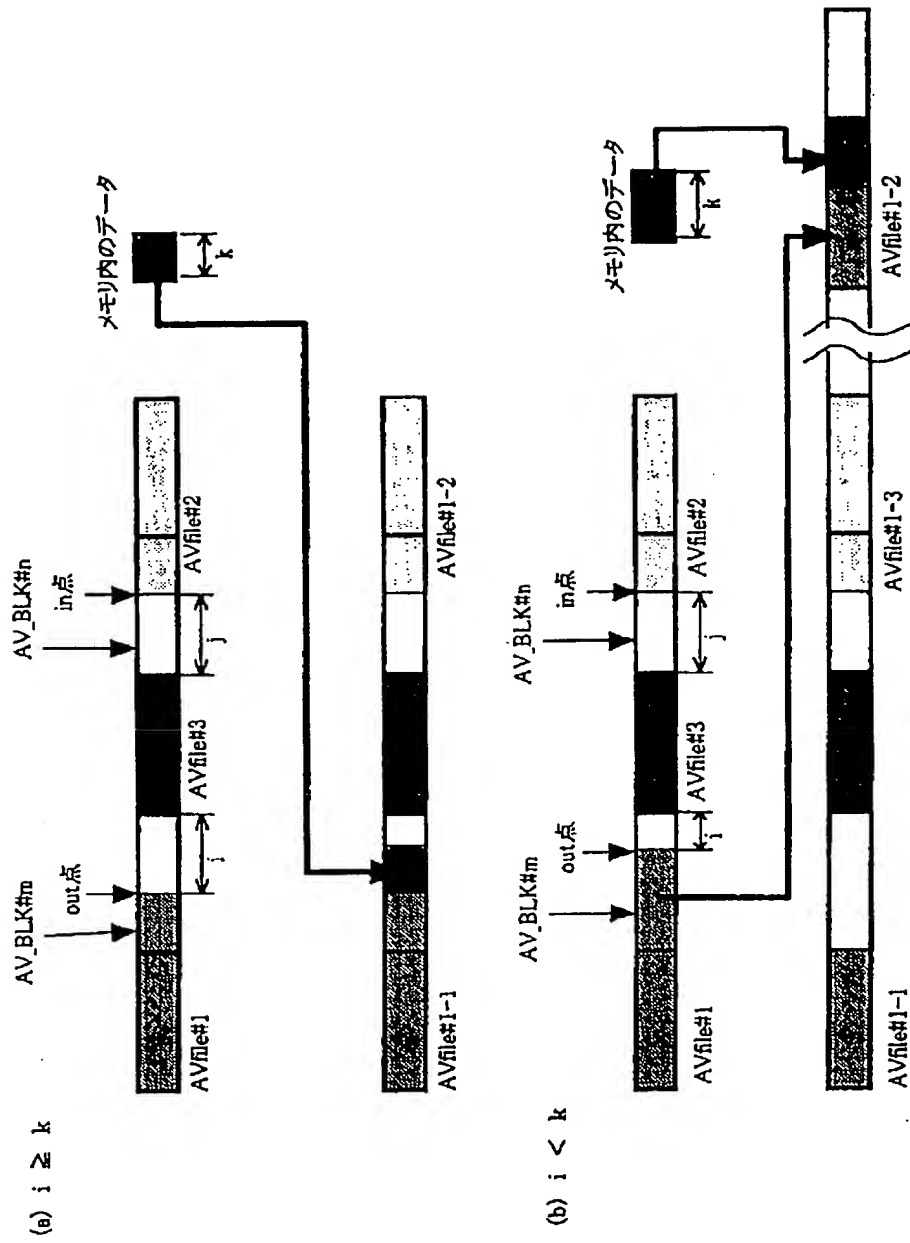 (a) i ≧ k
AV_BLK#m
out点
AV_BLK#n
in点
メモリ内のデータ
k
i
j
AVfile#1
AVfile#3
AVfile#2
AVfile#1-1
AVfile#1-2
(b) i < k
AV_BLK#m
out点
AV_BLK#n
in点
メモリ内のデータ
k
i
j
AVfile#1
AVfile#3
AVfile#2
AVfile#1-1
AVfile#1-3
AVfile#1-2